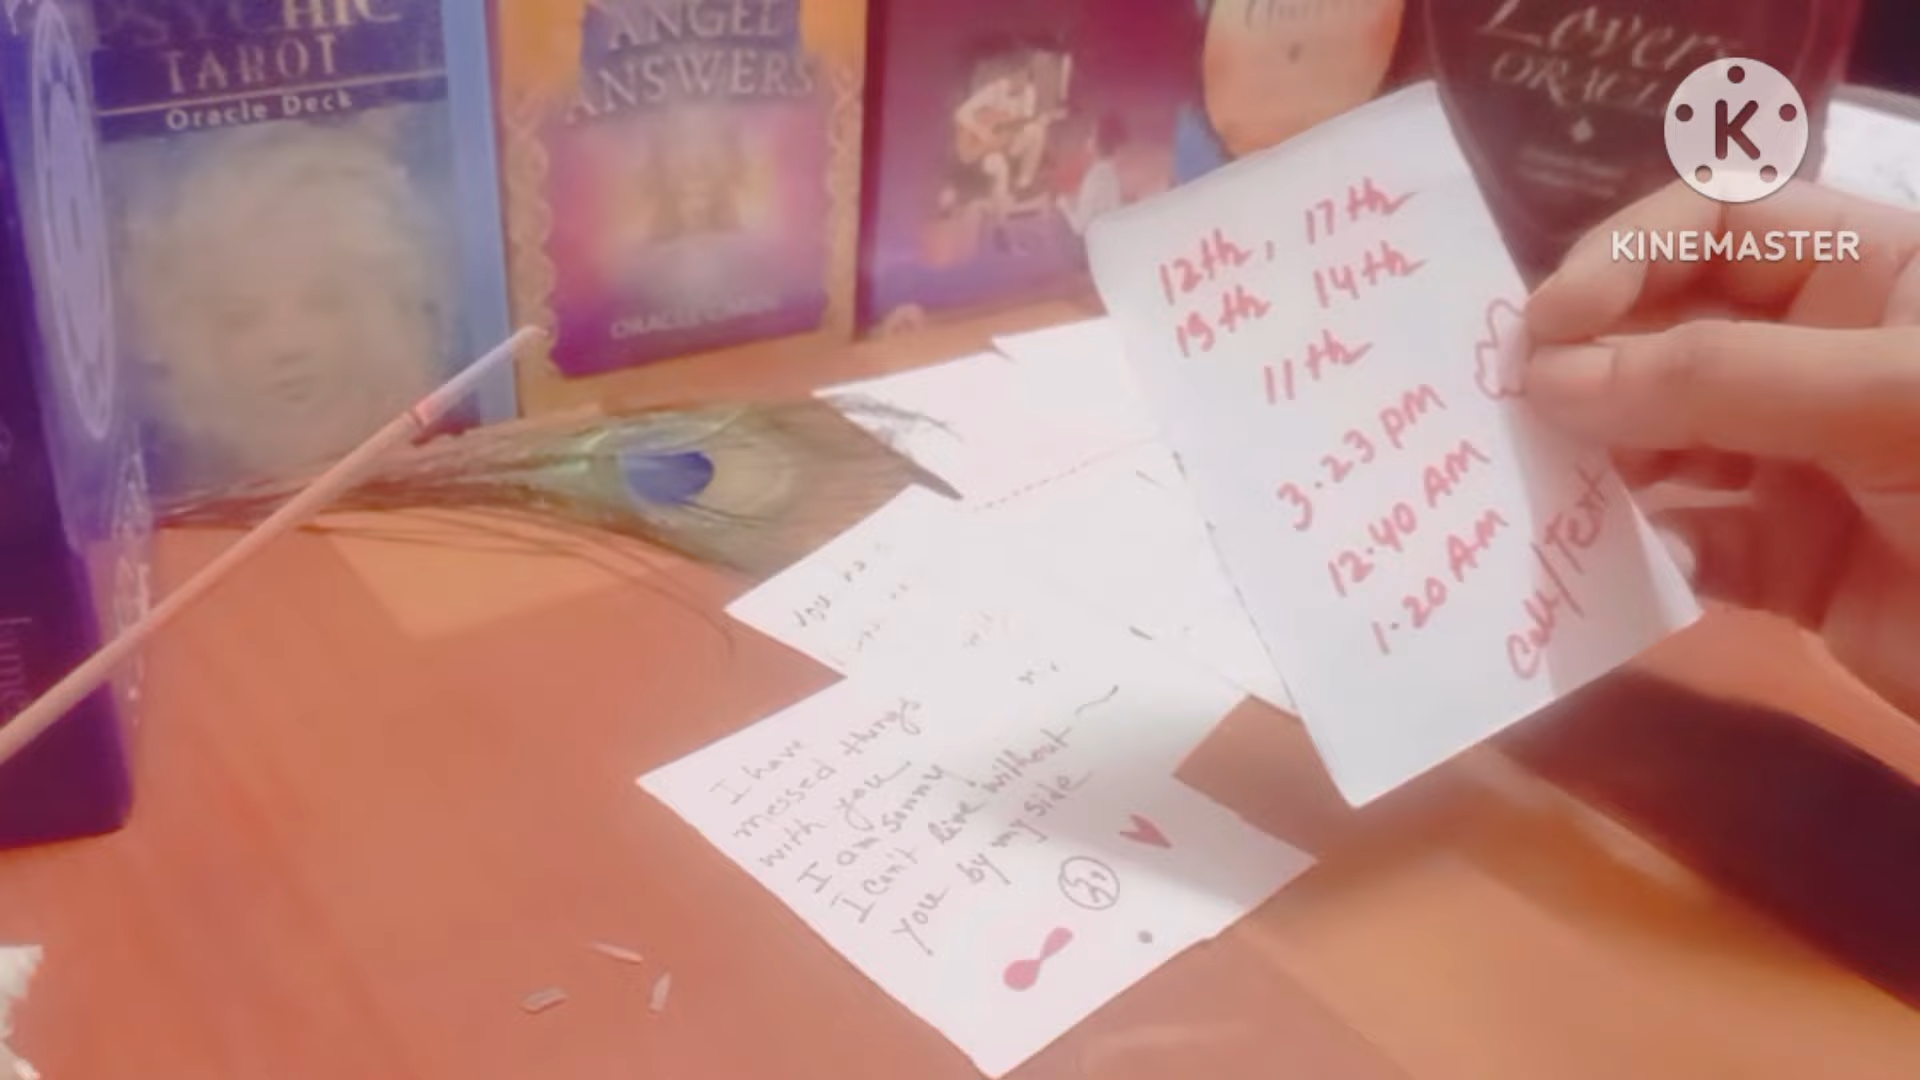 PSYCHIC
TAROT
Oracle Deck
ANGEL
ANSWERS
ORACLE CARDS
Lovers
ORACLE
K
KINEMASTER
12th, 17th
19th 14th
11th
3.23 PM
12.40 AM
1.20 AM
Call/Text
I have
messed things
with you
I am sorry
I can't live without
you by my side